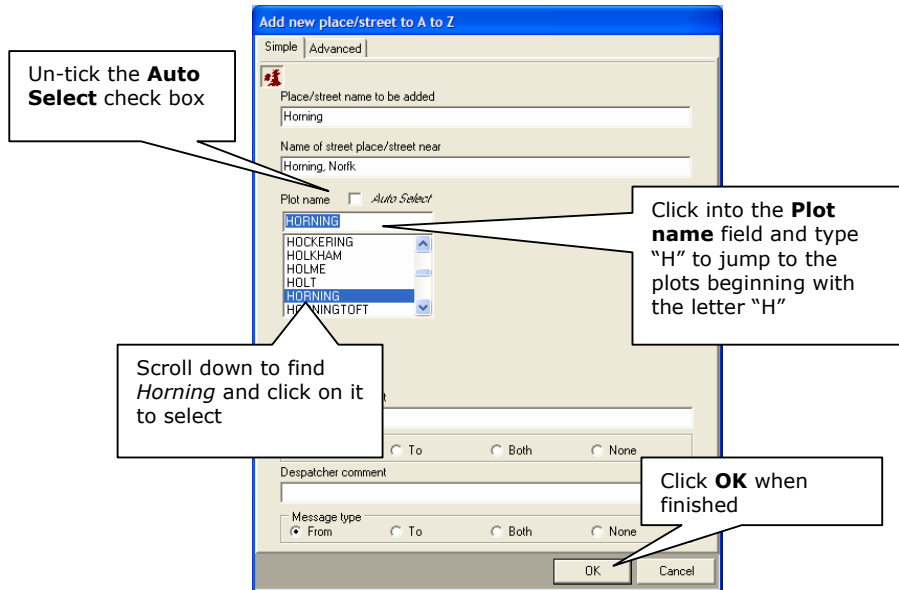 Add new place/street to A to Z
Simple
Advanced
Un-tick the Auto
Select check box
Place/street name to be added
Horning
Name of street place/street near
Horning, Norfk
Plot name
Auto Select
HORNING
HOCKERING
HOLKHAM
HOLME
HOLT
HORNING
HORNINGTOFT
Click into the Plot
name field and type
“H” to jump to the
plots beginning with
the letter “H”
Scroll down to find
Horning and click on it
to select
To
Both
None
Despatcher comment
Message type
From
To
Both
None
Click OK when
finished
OK
Cancel